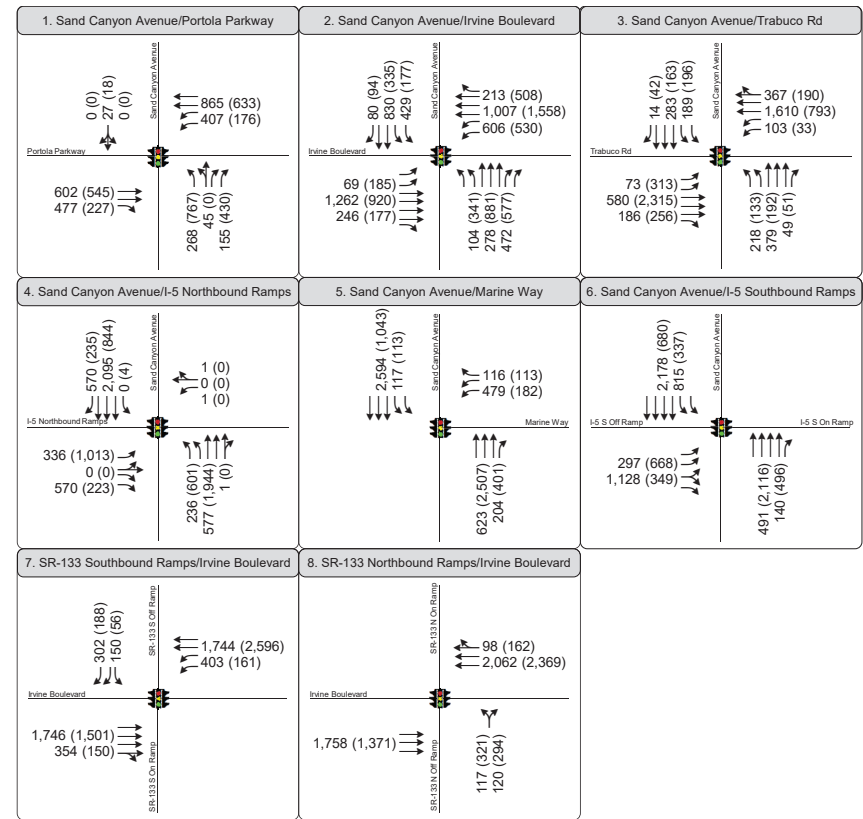 1. Sand Canyon Avenue/Portola Parkway
0 (0)
27 (18)
0 (0)
Sand Canyon Avenue
865 (633)
407 (176)
Portola Parkway
602 (545)
477 (227)
268 (767)
45 (0)
155 (430)
2. Sand Canyon Avenue/Irvine Boulevard
80 (94)
830 (335)
429 (177)
Sand Canyon Avenue
213 (508)
1,007 (1,558)
606 (530)
Irvine Boulevard
69 (185)
1,262 (920)
246 (177)
104 (341)
278 (881)
472 (577)
3. Sand Canyon Avenue/Trabuco Rd
14 (42)
283 (163)
189 (196)
Sand Canyon Avenue
367 (190)
1,610 (793)
103 (33)
Trabuco Rd
73 (313)
580 (2,315)
186 (256)
218 (133)
379 (192)
49 (51)
4. Sand Canyon Avenue/I-5 Northbound Ramps
570 (235)
2,095 (844)
0 (4)
Sand Canyon Avenue
1 (0)
0 (0)
1 (0)
I-5 Northbound Ramps
336 (1,013)
0 (0)
570 (223)
236 (601)
577 (1,944)
1 (0)
5. Sand Canyon Avenue/Marine Way
2,594 (1,043)
117 (113)
Sand Canyon Avenue
116 (113)
479 (182)
Marine Way
623 (2,507)
204 (401)
6. Sand Canyon Avenue/I-5 Southbound Ramps
2,178 (680)
815 (337)
Sand Canyon Avenue
I-5 S Off Ramp
I-5 S On Ramp
297 (668)
1,128 (349)
491 (2,116)
140 (496)
7. SR-133 Southbound Ramps/Irvine Boulevard
302 (188)
150 (56)
SR-133 S Off Ramp
1,744 (2,596)
403 (161)
Irvine Boulevard
1,746 (1,501)
354 (150)
SR-133 S On Ramp
8. SR-133 Northbound Ramps/Irvine Boulevard
SR-133 N On Ramp
98 (162)
2,062 (2,369)
Irvine Boulevard
1,758 (1,371)
SR-133 N Off Ramp
117 (321)
120 (294)